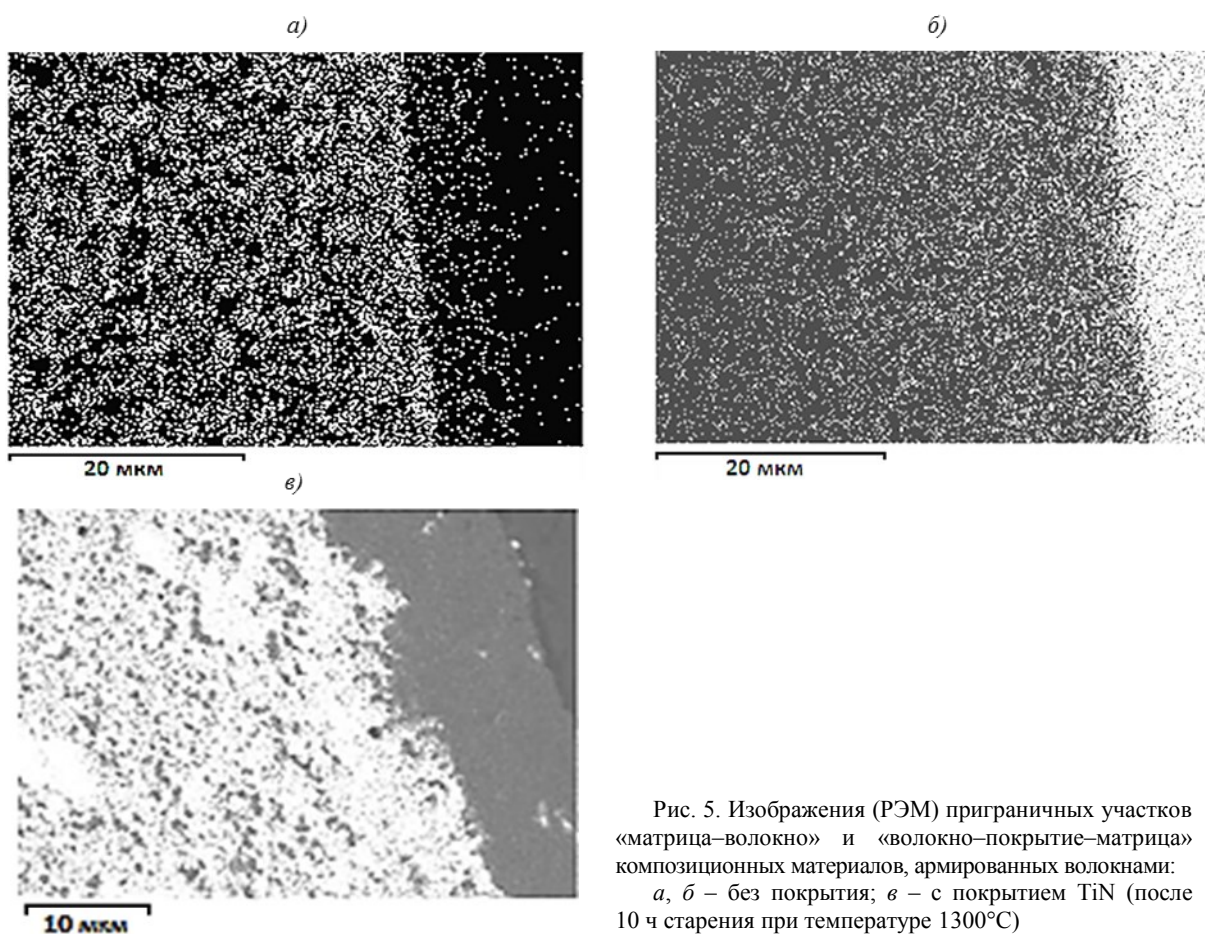 а)
б)
20 мкм
20 мкм
в)
10 мкм
Рис. 5. Изображения (РЭМ) приграничных участков
«матрица–волокно» и «волокно–покрытие–матрица»
композиционных материалов, армированных волокнами:
а, б – без покрытия; в – с покрытием TiN (после
10 ч старения при температуре 1300°С)